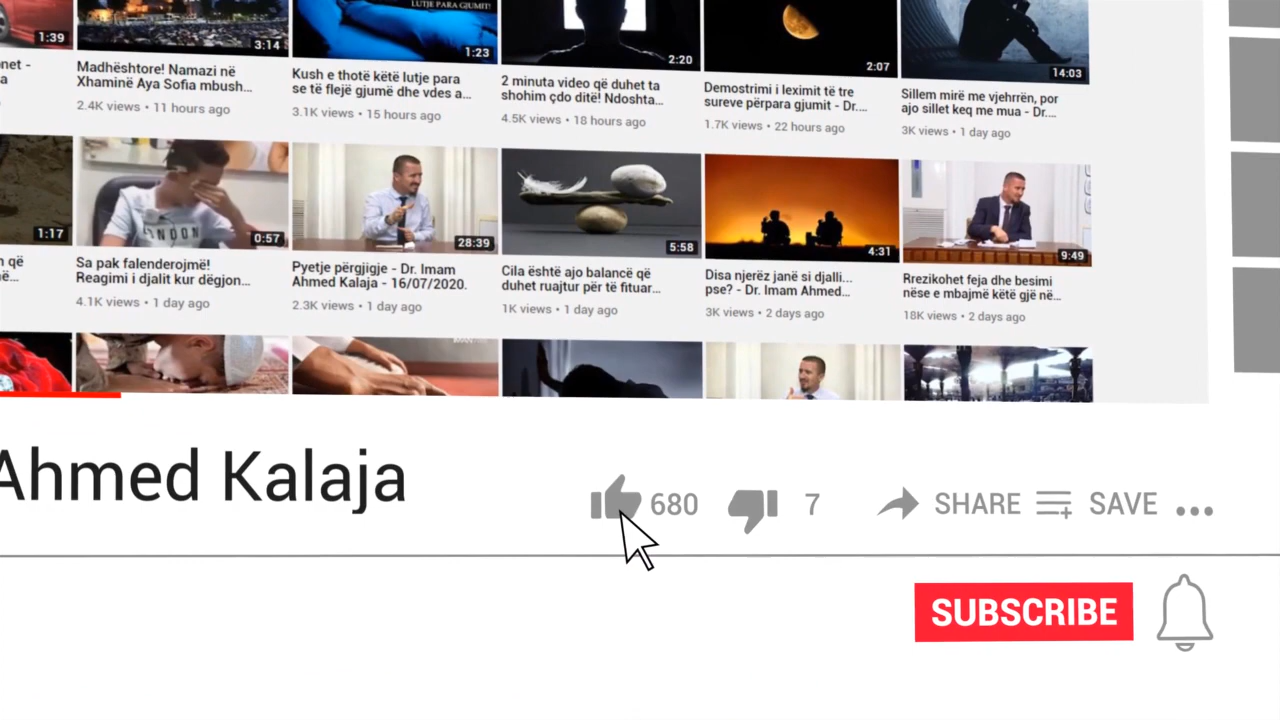 LUTJE PARA GJUMIT!
1:39
3:14
1:23
2:20
2:07
14:03
Madhështore! Namazi në
Xhaminë Aya Sofia mbush...
2.4K views • 11 hours ago
Kush e thotë këtë lutje para
se të flejë gjumë dhe vdes a...
3.1K views • 15 hours ago
2 minuta video që duhet ta
shohim çdo ditë! Ndoshta...
4.5K views • 18 hours ago
Demostrimi i leximit të tre
sureve përpara gjumit - Dr....
1.7K views • 22 hours ago
Sillem mirë me vjehrrën, por
ajo sillet keq me mua - Dr....
3K views • 1 day ago
LONDON
1:17
0:57
28:39
5:58
4:31
9:49
Sa pak falenderojmë!
Reagimi i djalit kur dëgjon...
4.1K views • 1 day ago
Pyetje përgjigje - Dr. Imam
Ahmed Kalaja - 16/07/2020.
2.3K views • 1 day ago
Cila është ajo balancë që
duhet ruajtur për të fituar...
1K views • 1 day ago
Disa njerëz janë si djalli...
pse? - Dr. Imam Ahmed...
3K views • 2 days ago
Rrezikohet feja dhe besimi
nëse e mbajmë këtë gjë në...
18K views • 2 days ago
Ahmed Kalaja
680 7 SHARE SAVE ...
SUBSCRIBE